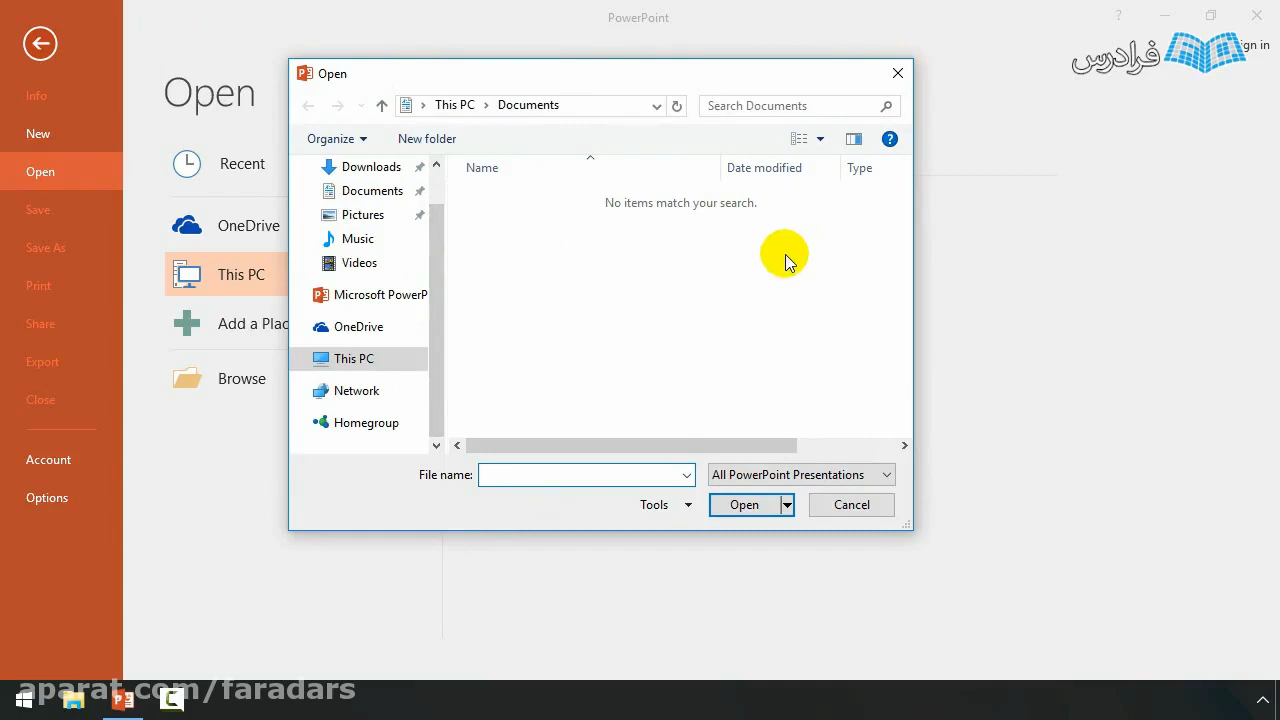 PowerPoint
?
Sign in
فرادرس
Info
New
Open
Save
Save As
Print
Share
Export
Close
Account
Options
Open
Recent
OneDrive
This PC
Add a Plac
Browse
Open
This PC > Documents
Search Documents
Organize
New folder
?
Downloads
Documents
Pictures
Music
Videos
Microsoft PowerP
OneDrive
This PC
Network
Homegroup
Name
Date modified
Type
No items match your search.
File name:
All PowerPoint Presentations
Tools
Open
Cancel
aparat.com/faradars